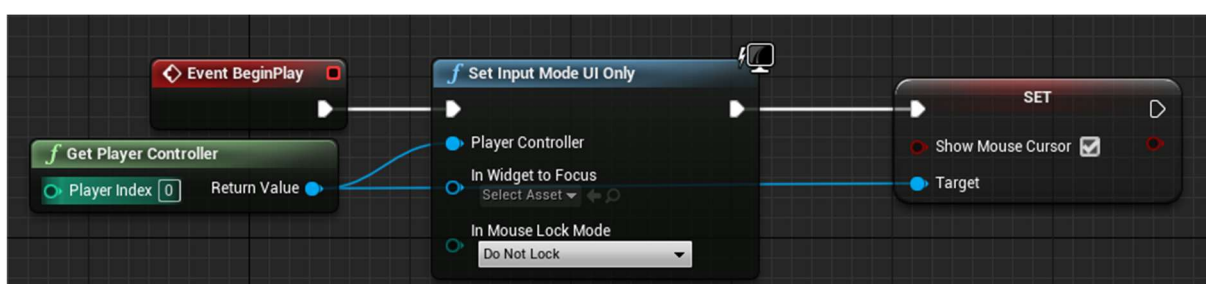 Event BeginPlay
Get Player Controller
Player Index 0 Return Value
f Set Input Mode UI Only
Player Controller
In Widget to Focus
Select Asset
In Mouse Lock Mode
Do Not Lock
SET
Show Mouse Cursor
Target